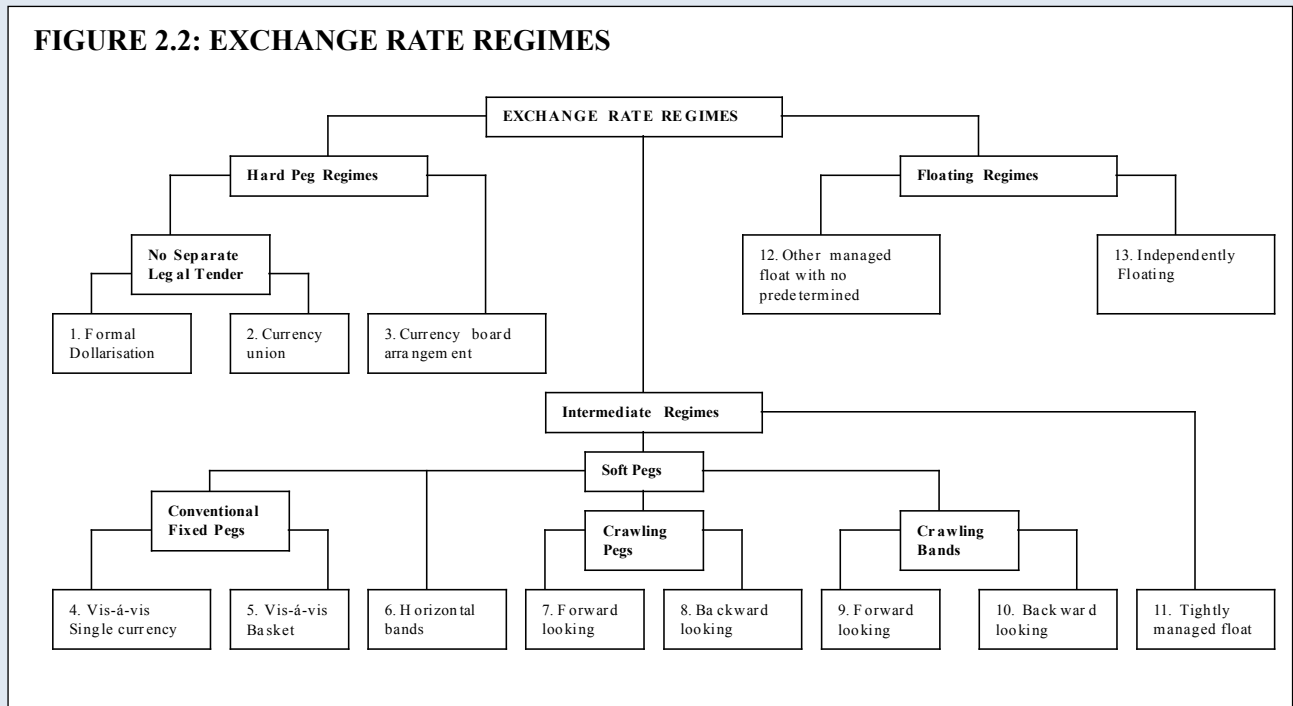 FIGURE 2.2: EXCHANGE RATE REGIMES
EXCHANGE RATE REGIMES
Hard Peg Regimes
Floating Regimes
No Separate
Legal Tender
12. Other managed
float with no
predetermined
13. Independently
Floating
1. Formal
Dollarisation
2. Currency
union
3. Currency board
arrangement
Intermediate Regimes
Soft Pegs
Conventional
Fixed Pegs
Crawling
Pegs
Crawling
Bands
4. Vis-á-vis
Single currency
5. Vis-á-vis
Basket
6. Horizontal
bands
7. Forward
looking
8. Backward
looking
9. Forward
looking
10. Backward
looking
11. Tightly
managed float